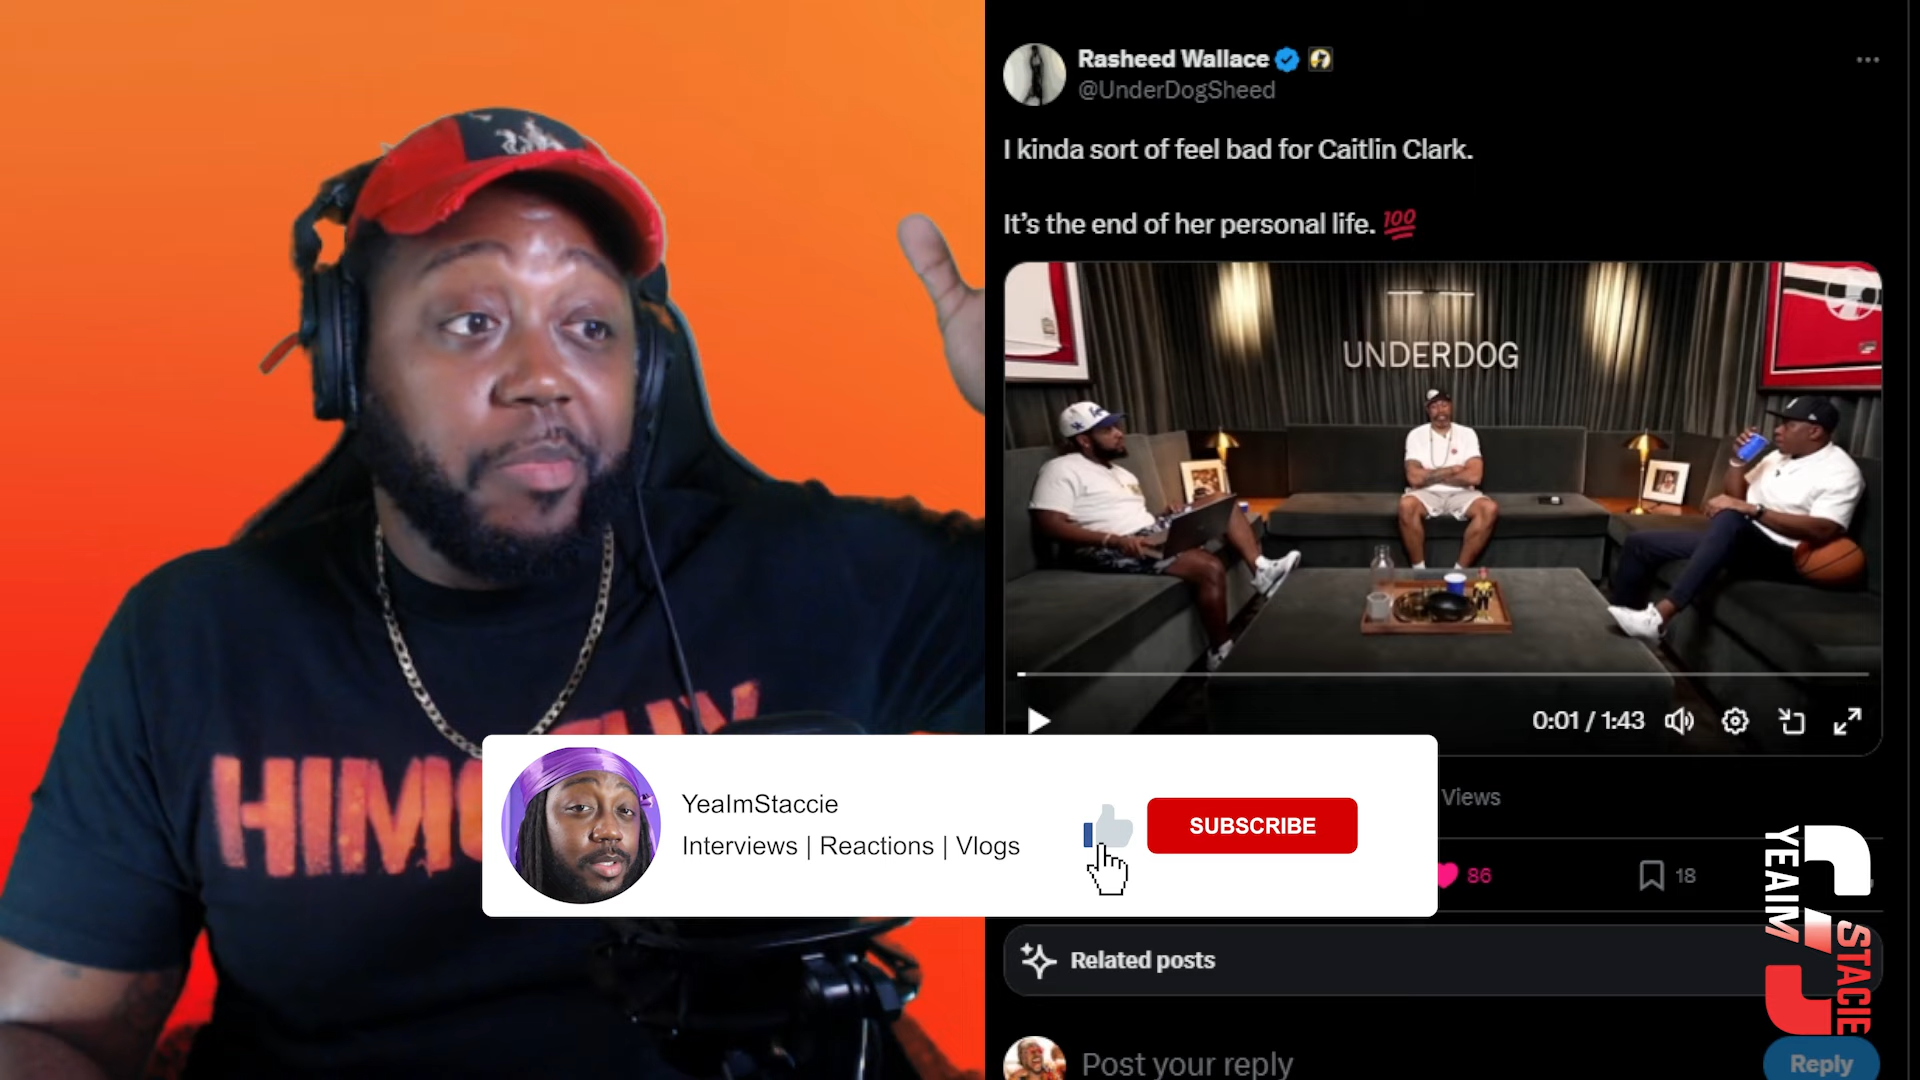 Rasheed Wallace
@UnderDogSheed
I kinda sort of feel bad for Caitlin Clark.
It's the end of her personal life. 💯
UNDERDOG
0:01 / 1:43
YeaImStaccie
Interviews | Reactions | Vlogs
SUBSCRIBE
Views
86
18
Related posts
Post your reply
Reply
YEAIM
STACIE